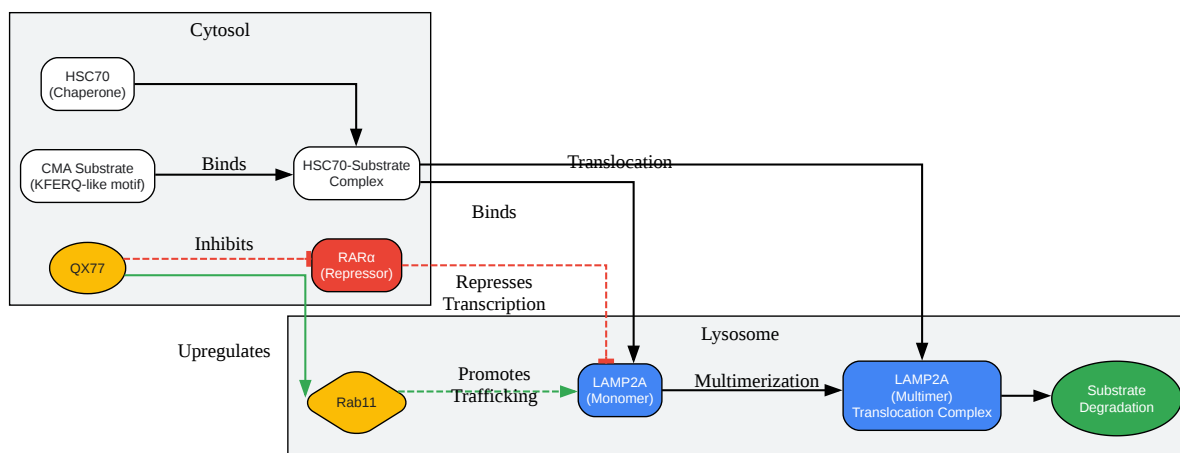 Cytosol
HSC70
(Chaperone)
CMA Substrate
(KFERQ-like motif)
Binds
HSC70-Substrate
Complex
Translocation
Binds
QX77
Inhibits
RARα
(Repressor)
Represses
Transcription
Upregulates
Lysosome
Rab11
Promotes
Trafficking
LAMP2A
(Monomer)
Multimerization
LAMP2A
(Multimer)
Translocation Complex
Substrate
Degradation